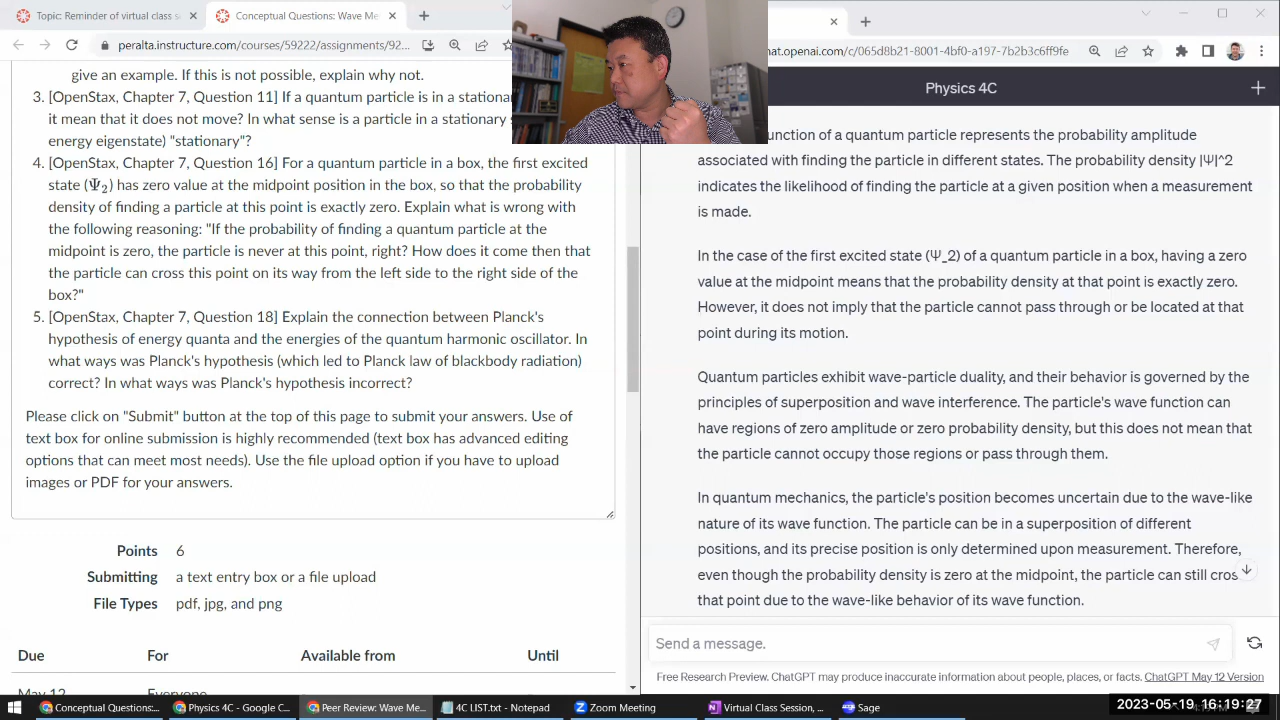 Topic: Reminder of virtual class s
Conceptual Questions: Wave Me
peralta.instructure.com/courses/59222/assignments/92...
hat.openai.com/c/065d8b21-8001-4bf0-a197-7b2b3c6ff9fe
give an example. If this is not possible, explain why not.
3. [OpenStax, Chapter 7, Question 11] If a quantum particle is in a stationa
it mean that it does not move? In what sense is a particle in a stationary s
energy eigenstate) "stationary"?
4. [OpenStax, Chapter 7, Question 16] For a quantum particle in a box, the first excited
state (Ψ2) has zero value at the midpoint position in the box, so that the probability
density of finding a particle at this point is exactly zero. Explain what is wrong with
the following reasoning: "If the probability of finding a quantum particle at the
midpoint is zero, the particle is never at this point, right? How does it come then that
the particle can cross this point on its way from the left side to the right side of the
box?"
5. [OpenStax, Chapter 7, Question 18] Explain the connection between Planck's
hypothesis of energy quanta and the energies of the quantum harmonic oscillator. In
what ways was Planck's hypothesis (which led to Planck law of blackbody radiation)
correct? In what ways was Planck's hypothesis incorrect?
Please click on "Submit" button at the top of this page to submit your answers. Use of
text box for online submission is highly recommended (text box has advanced editing
options that can meet most needs). Use the file upload option if you have to upload
images or PDF for your answers.
Points 6
Submitting a text entry box or a file upload
File Types pdf, jpg, and png
Due For Available from Until
May 12 Everyone
Physics 4C
unction of a quantum particle represents the probability amplitude
associated with finding the particle in different states. The probability density |Ψ|^2
indicates the likelihood of finding the particle at a given position when a measurement
is made.
In the case of the first excited state (Ψ_2) of a quantum particle in a box, having a zero
value at the midpoint means that the probability density at that point is exactly zero.
However, it does not imply that the particle cannot pass through or be located at that
point during its motion.
Quantum particles exhibit wave-particle duality, and their behavior is governed by the
principles of superposition and wave interference. The particle's wave function can
have regions of zero amplitude or zero probability density, but this does not mean that
the particle cannot occupy those regions or pass through them.
In quantum mechanics, the particle's position becomes uncertain due to the wave-like
nature of its wave function. The particle can be in a superposition of different
positions, and its precise position is only determined upon measurement. Therefore,
even though the probability density is zero at the midpoint, the particle can still cros
that point due to the wave-like behavior of its wave function.
Send a message.
Free Research Preview. ChatGPT may produce inaccurate information about people, places, or facts. ChatGPT May 12 Version
Conceptual Questions:...
Physics 4C - Google C...
Peer Review: Wave Me...
4C LIST.txt - Notepad
Zoom Meeting
Virtual Class Session, ...
Sage
2023-05-19 16:19:27